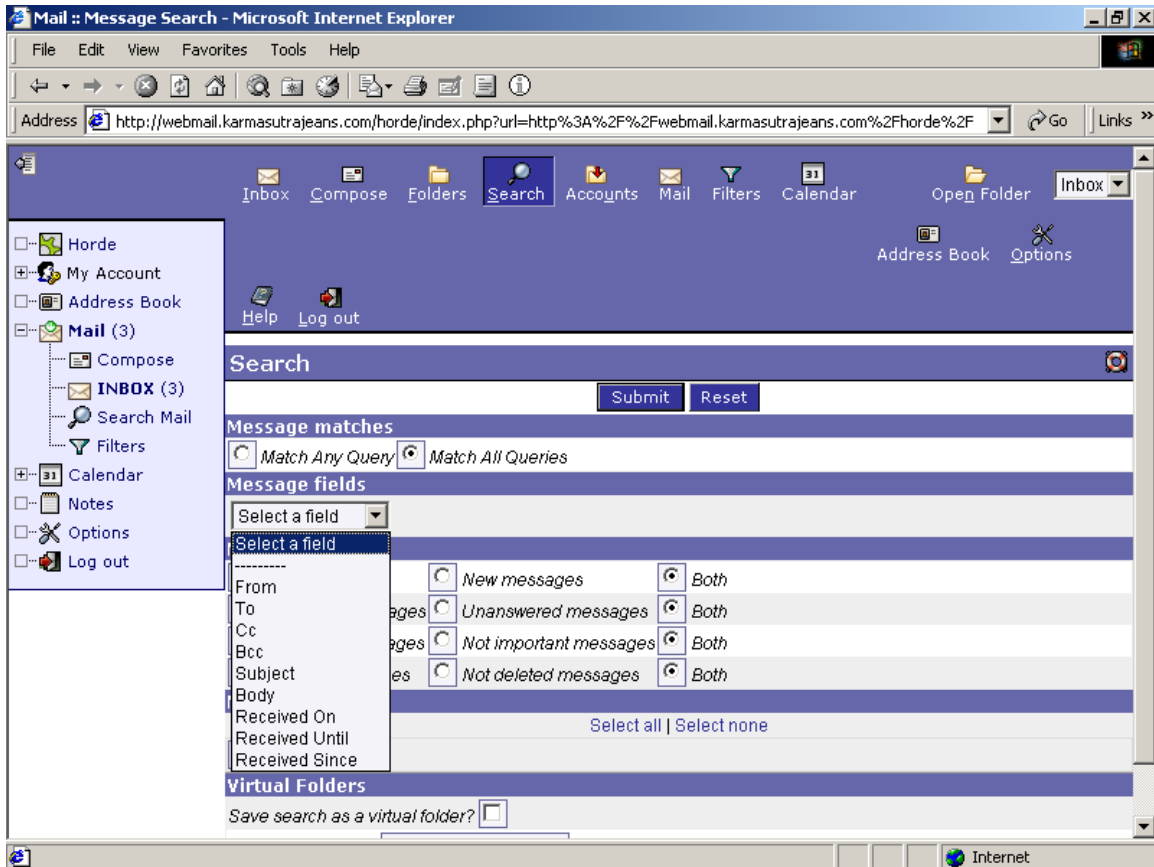 Mail :: Message Search - Microsoft Internet Explorer
File Edit View Favorites Tools Help
Address http://webmail.karmasutrajeans.com/horde/index.php?url=http%3A%2F%2Fwebmail.karmasutrajeans.com%2Fhorde%2F Go Links »
Inbox Compose Folders Search Accounts Mail Filters 31 Calendar Open Folder Inbox
Address Book Options
Help Log out
Horde
My Account
Address Book
Mail (3)
Compose
INBOX (3)
Search Mail
Filters
31 Calendar
Notes
Options
Log out
Search
Submit Reset
Message matches
Match Any Query Match All Queries
Message fields
Select a field
Select a field
---------
From
To
Cc
Bcc
Subject
Body
Received On
Received Until
Received Since
New messages Both
ages Unanswered messages Both
ages Not important messages Both
es Not deleted messages Both
Select all | Select none
Virtual Folders
Save search as a virtual folder?
Internet